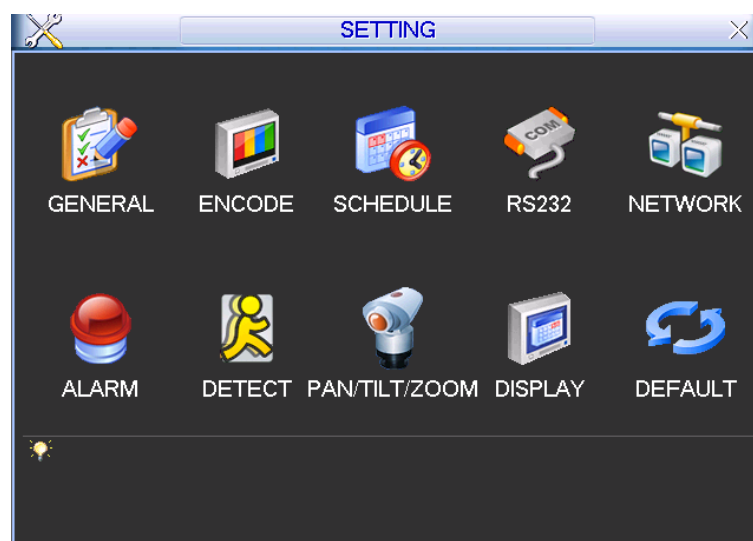 SETTING
GENERAL ENCODE SCHEDULE RS232 NETWORK
COM
ALARM DETECT PAN/TILT/ZOOM DISPLAY DEFAULT